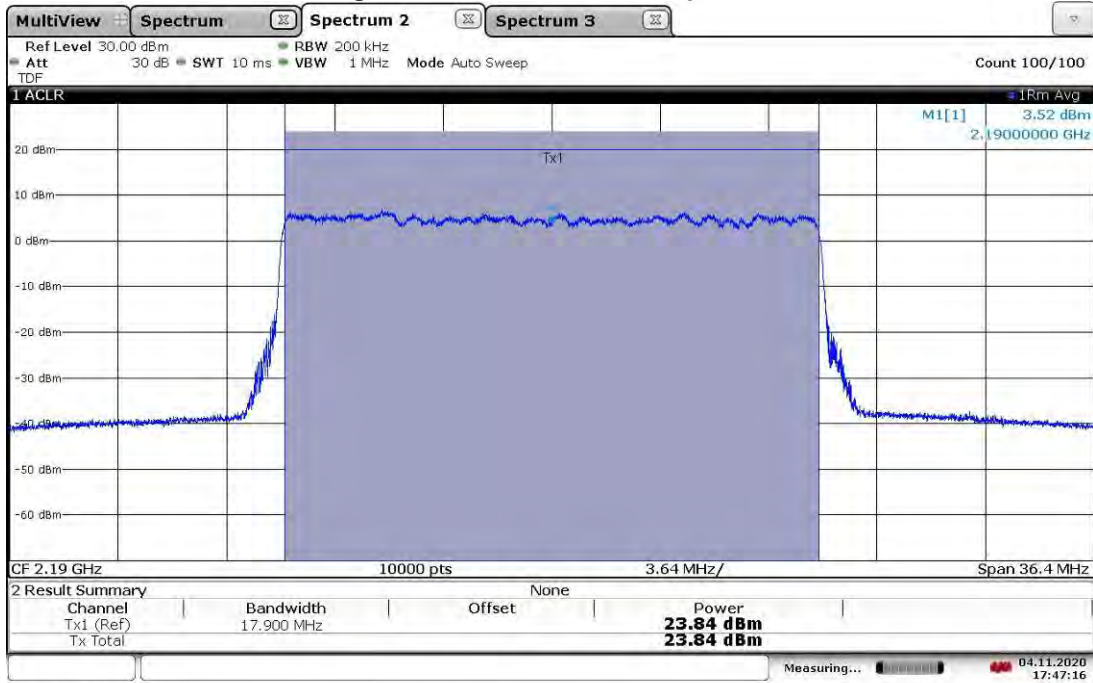 MultiView Spectrum Spectrum 2 Spectrum 3
Ref Level 30.00 dBm RBW 200 kHz
Att 30 dB SWT 10 ms VBW 1 MHz Mode Auto Sweep Count 100/100
TDF
1 ACLR 1Rm Avg
M1[1] 3.52 dBm
2.19000000 GHz
20 dBm
Tx1
10 dBm
0 dBm
-10 dBm
-20 dBm
-30 dBm
-40 dBm
-50 dBm
-60 dBm
CF 2.19 GHz 10000 pts 3.64 MHz/ Span 36.4 MHz
2 Result Summary None
Channel Bandwidth Offset Power
Tx1 (Ref) 17.900 MHz 23.84 dBm
Tx Total 23.84 dBm
Measuring... 04.11.2020
17:47:16